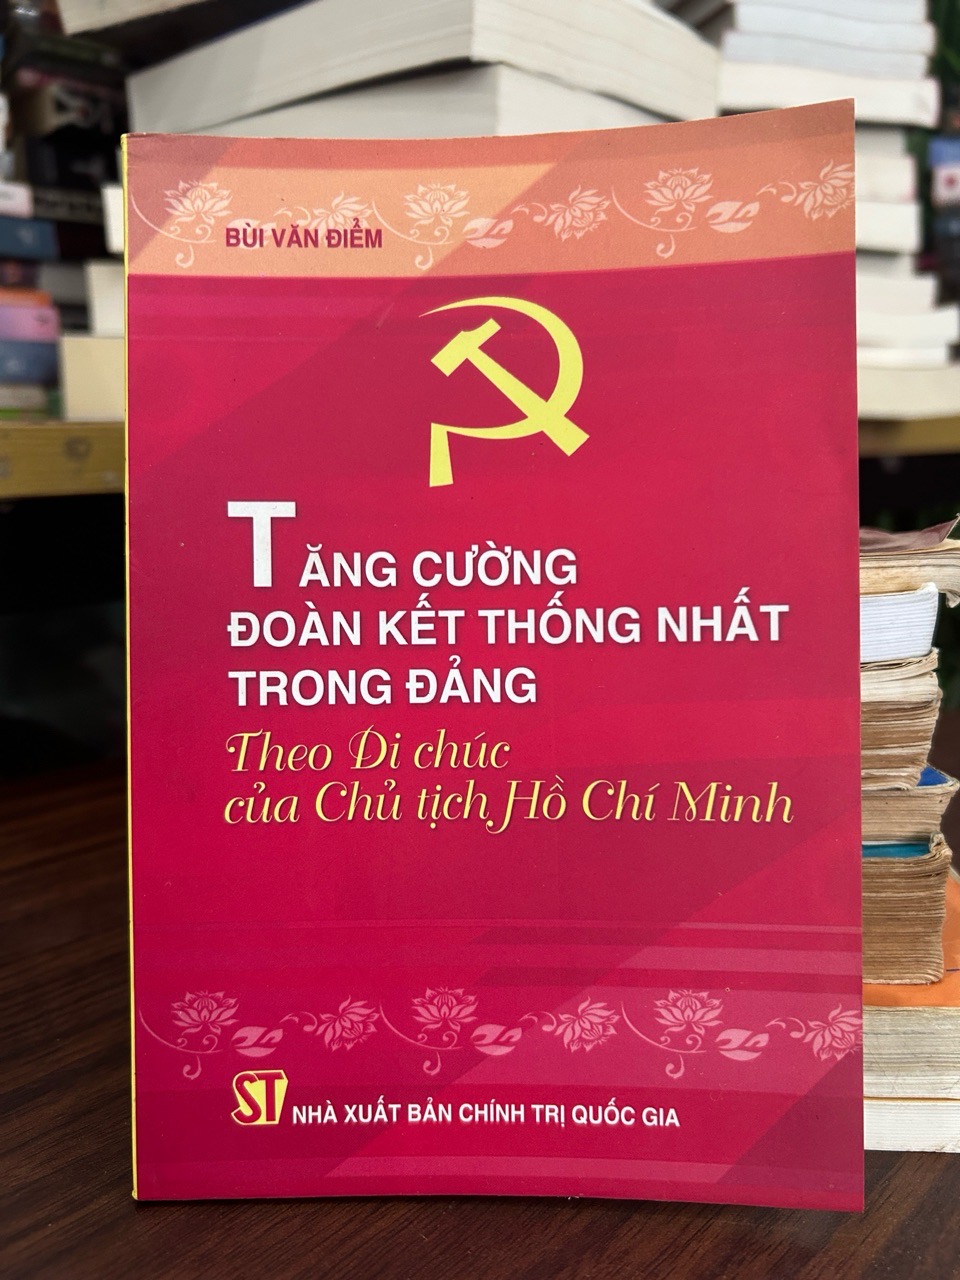 BÙI VĂN ĐIỂM
TĂNG CƯỜNG
ĐOÀN KẾT THỐNG NHẤT
TRONG ĐẢNG
Theo Di chúc
của Chủ tịch Hồ Chí Minh
ST NHÀ XUẤT BẢN CHÍNH TRỊ QUỐC GIA